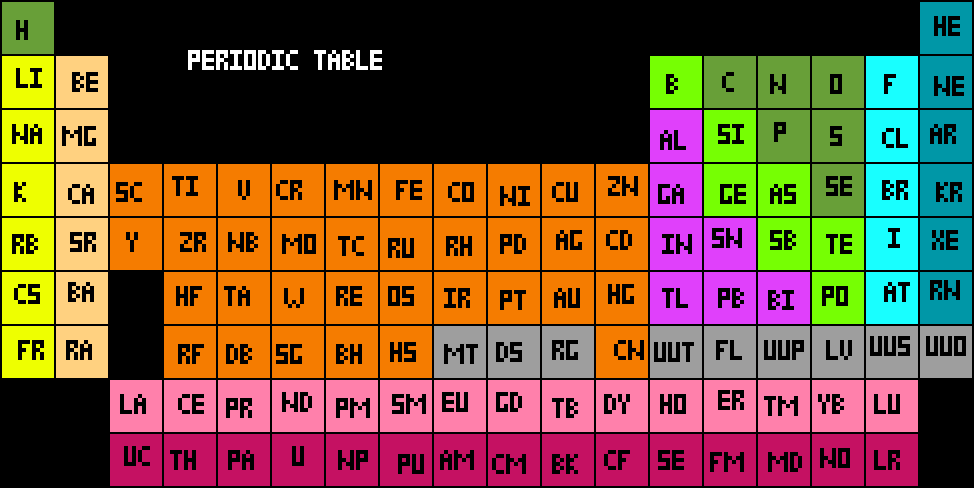 H HE
PERIODIC TABLE
LI BE B C N O F NE
NA MG AL SI P S CL AR
K CA SC TI V CR MN FE CO NI CU ZN GA GE AS SE BR KR
RB SR Y ZR NB MO TC RU RH PD AG CD IN SN SB TE I XE
CS BA HF TA W RE OS IR PT AU HG TL PB BI PO AT RN
FR RA RF DB SG BH HS MT DS RG CN UUT FL UUP LV UUS UUO
LA CE PR ND PM SM EU GD TB DY HO ER TM YB LU
UC TH PA U NP PU AM CM BK CF SE FM MD NO LR